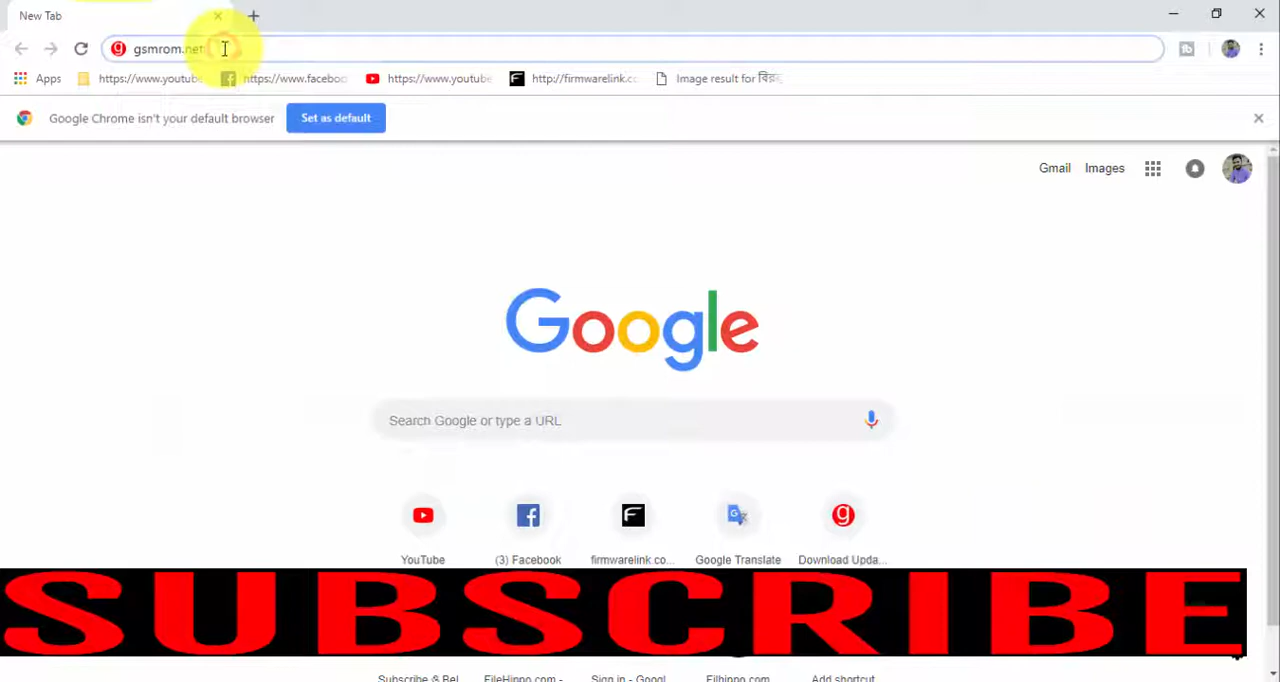 New Tab
gsmrom.net
Apps https://www.youtube https://www.faceboo https://www.youtube http://firmwarelink.cc Image result for বির
Google Chrome isn't your default browser Set as default
Gmail Images
Google
Search Google or type a URL
YouTube (3) Facebook firmwarelink.co... Google Translate Download Upda...
SUBSCRIBE
Subscribe & Bel FileHippo.com - Sign in - Googl Filhippo.com Add shortcut